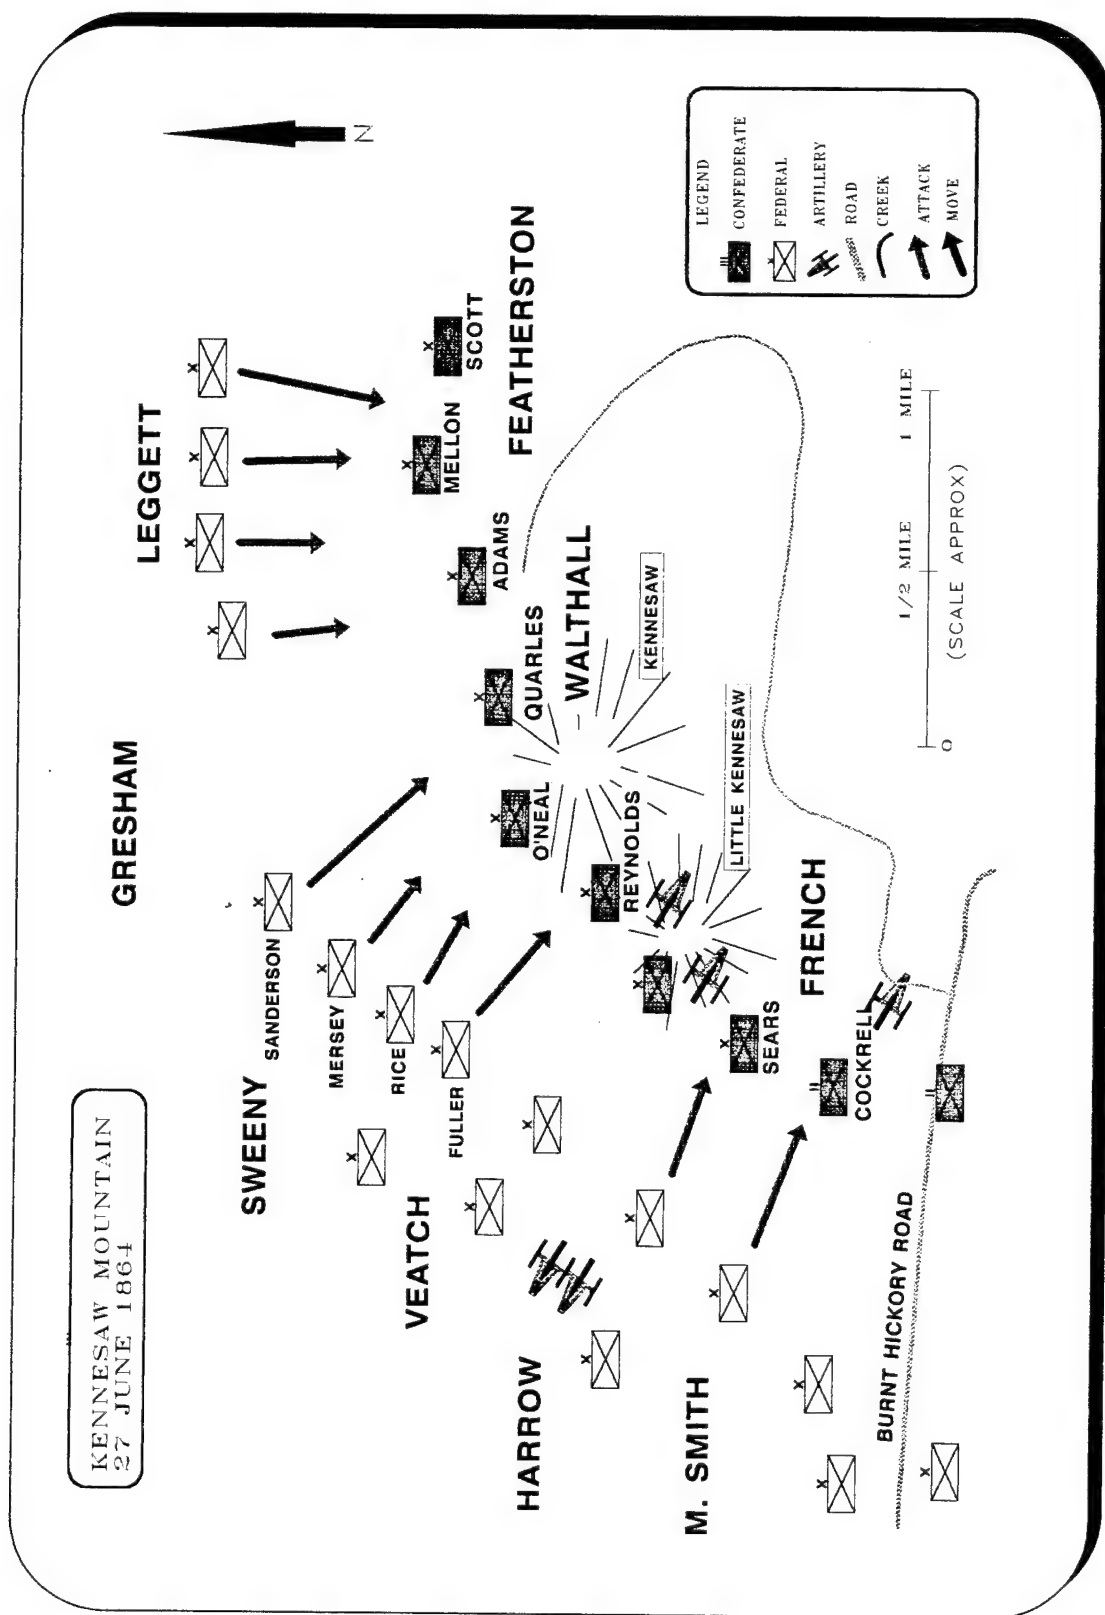 KENNESAW MOUNTAIN
27 JUNE 1864
N
LEGGETT
GRESHAM
SWEENY
SANDERSON
MERSEY
RICE
FULLER
VEATCH
HARROW
M. SMITH
SCOTT
FEATHERSTON
MELLON
ADAMS
QUARLES
WALTHALL
O'NEAL
REYNOLDS
KENNESAW
LITTLE KENNESAW
FRENCH
SEARS
COCKRELL
BURNT HICKORY ROAD
LEGEND
CONFEDERATE
FEDERAL
ARTILLERY
ROAD
CREEK
ATTACK
MOVE
0 1/2 MILE 1 MILE
(SCALE APPROX)